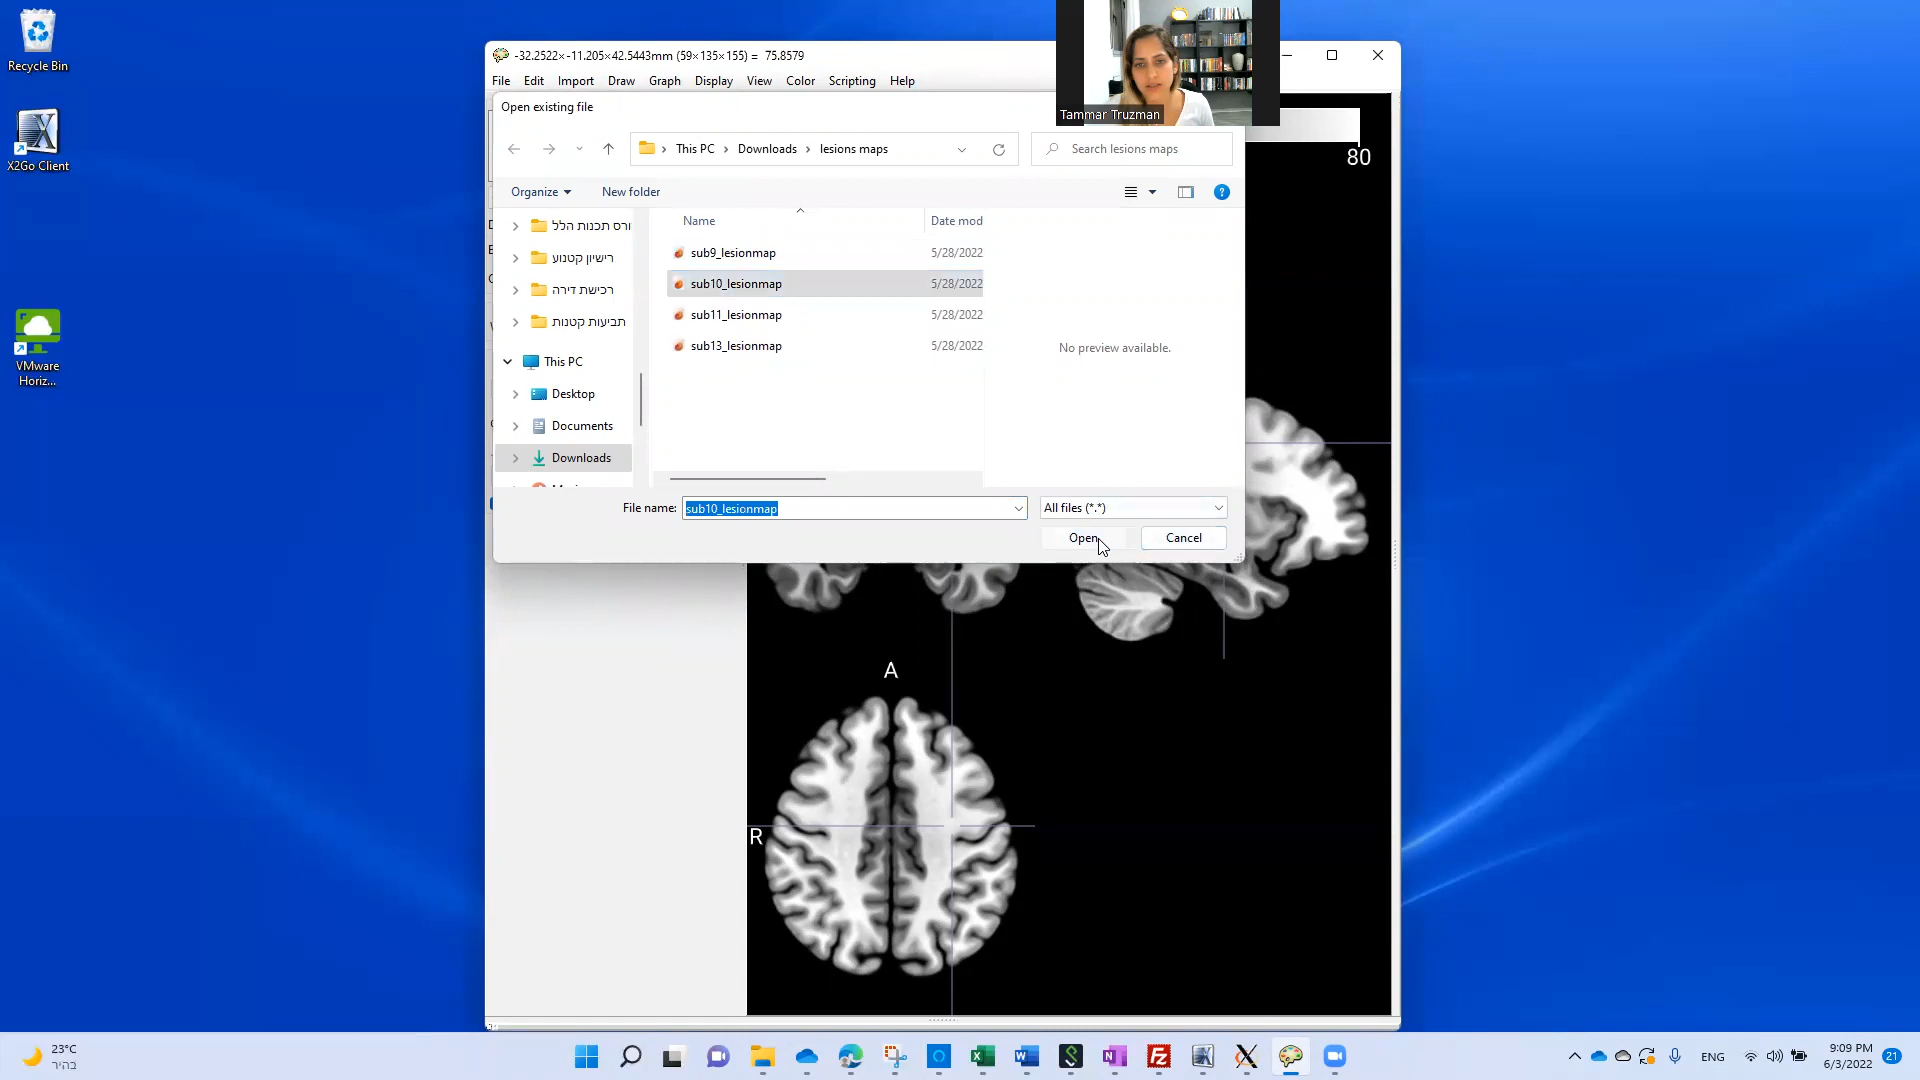 Recycle Bin
X2Go Client
VMware
Horiz...
-32.2522×-11.205×42.5443mm (59×135×155) = 75.8579
File Edit Import Draw Graph Display View Color Scripting Help
Open existing file
Tammar Truzman
This PC Downloads lesions maps
Search lesions maps
80
Organize New folder
Name Date mod
sub9_lesionmap 5/28/2022
sub10_lesionmap 5/28/2022
sub11_lesionmap 5/28/2022
sub13_lesionmap 5/28/2022
ורס תכנות הלל
רישיון קטנוע
רכישת דירה
תביעות קטנות
This PC
Desktop
Documents
Downloads
No preview available.
File name: sub10_lesionmap All files (*.*)
Open Cancel
A
R
23°C
בהיר
ENG
9:09 PM
6/3/2022
21